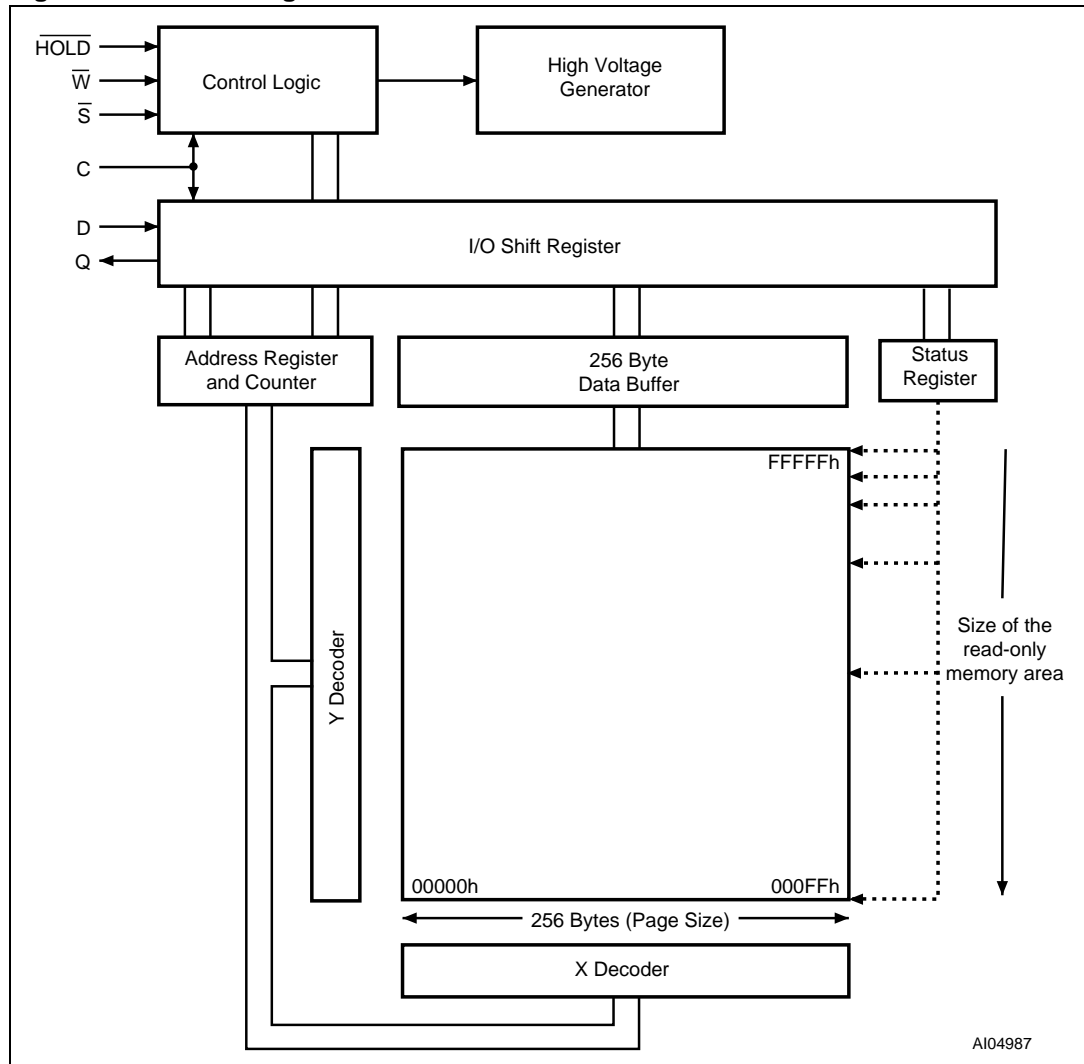 HOLD
W
S
C
D
Q
Control Logic
High Voltage
Generator
I/O Shift Register
Address Register
and Counter
256 Byte
Data Buffer
Status
Register
FFFFFh
Y Decoder
Size of the
read-only
memory area
00000h
000FFh
256 Bytes (Page Size)
X Decoder
AI04987